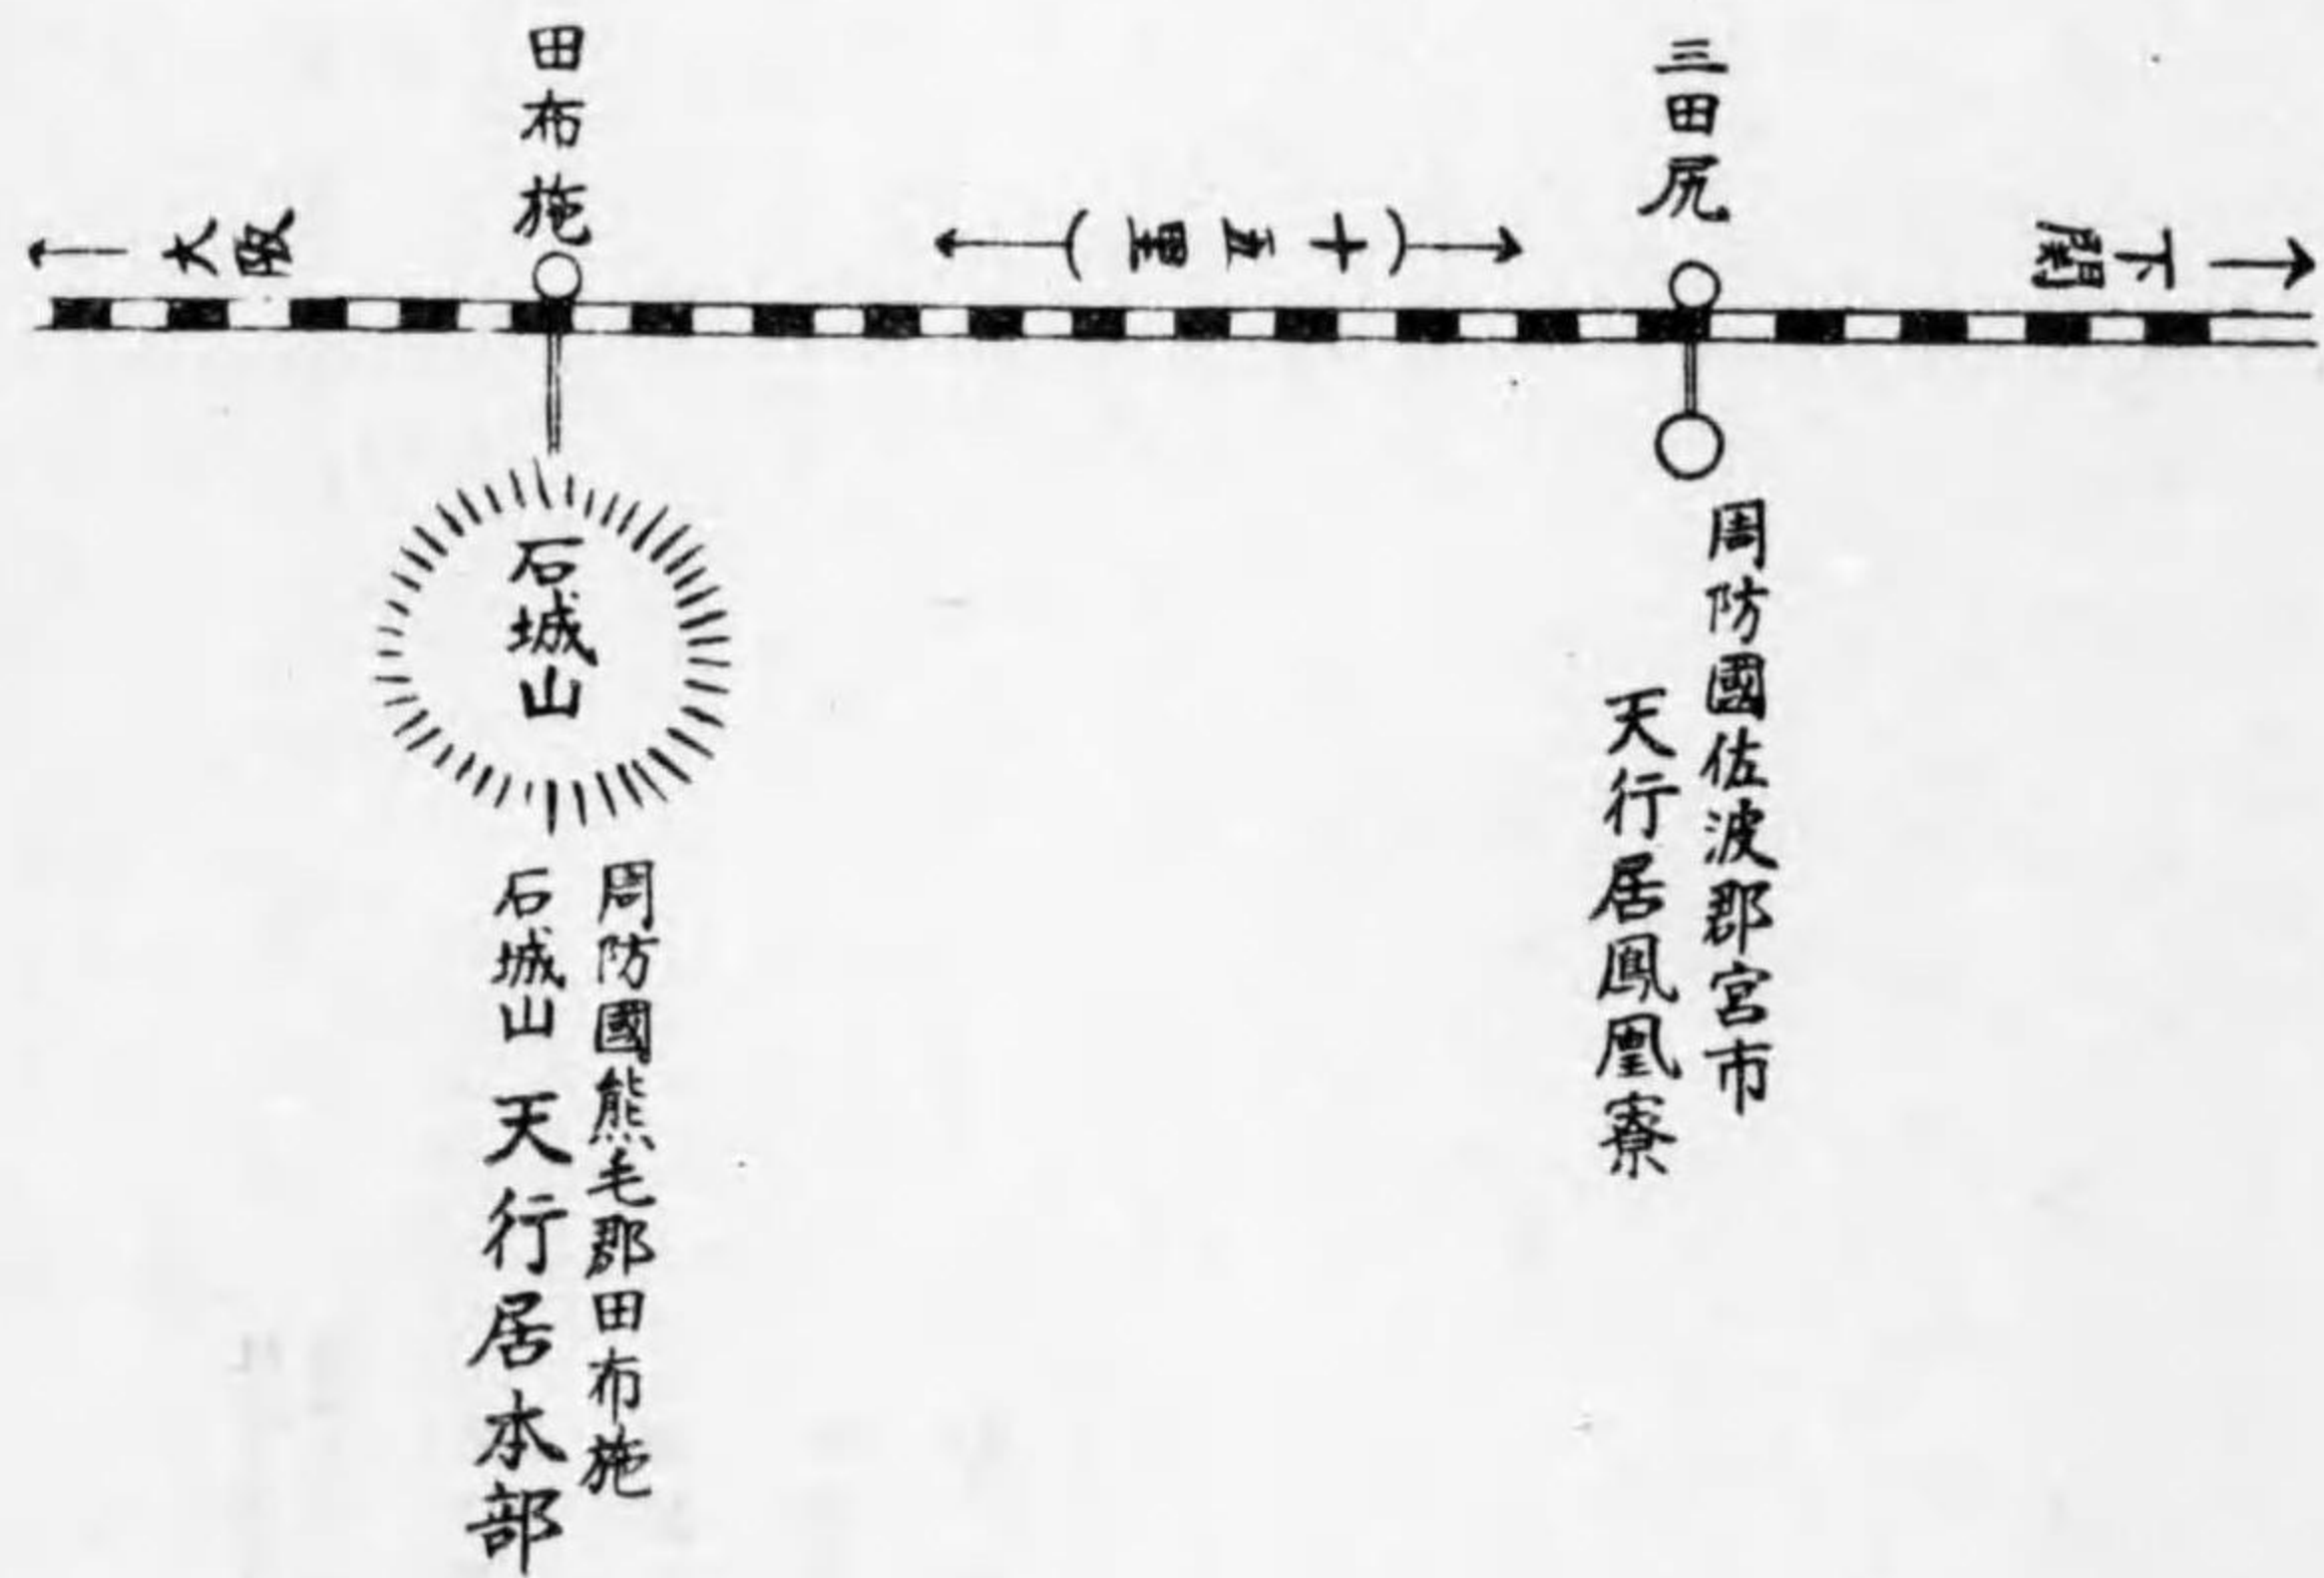 三田尻
下關
(十五里)
田布施
大阪
周防國佐波郡宮市
天行居鳳凰寮
石城山
周防國熊毛郡田布施
石城山 天行居本部